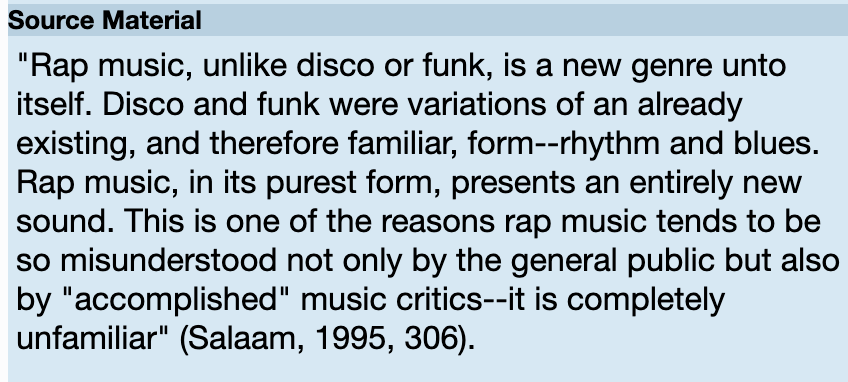 Source Material
"Rap music, unlike disco or funk, is a new genre unto
itself. Disco and funk were variations of an already
existing, and therefore familiar, form--rhythm and blues.
Rap music, in its purest form, presents an entirely new
sound. This is one of the reasons rap music tends to be
so misunderstood not only by the general public but also
by "accomplished" music critics--it is completely
unfamiliar" (Salaam, 1995, 306).